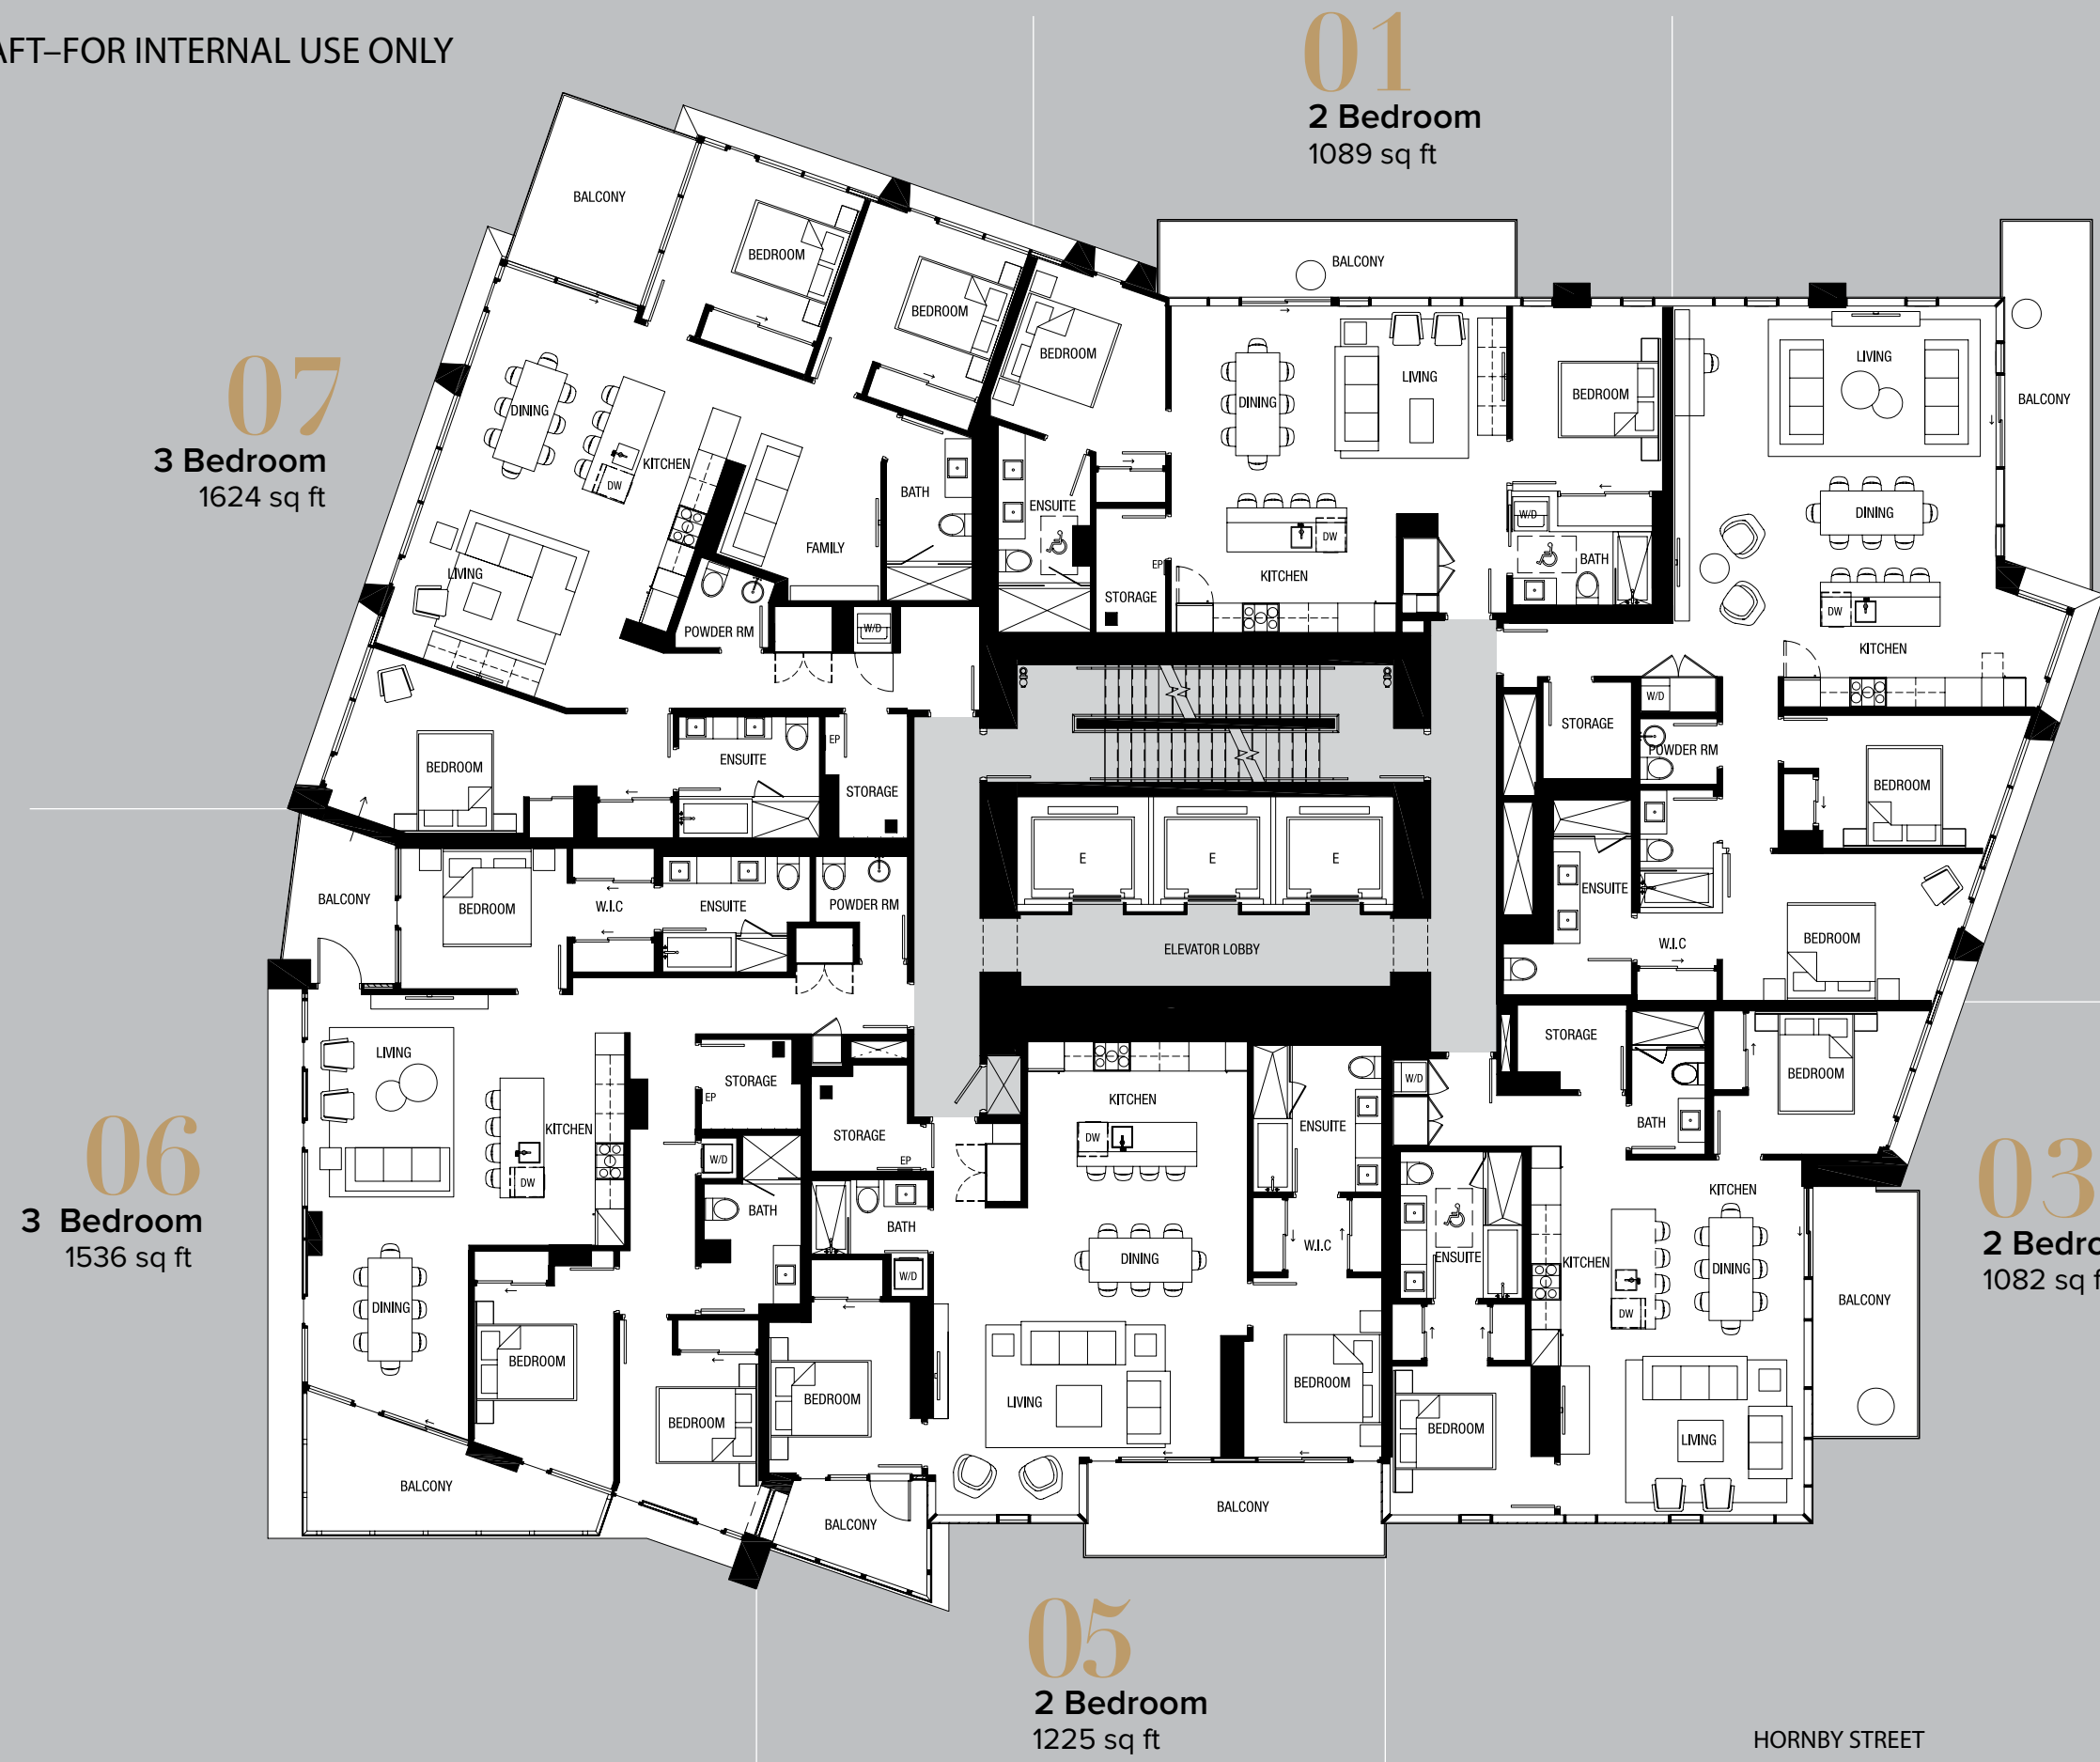 AFT–FOR INTERNAL USE ONLY
01
2 Bedroom
1089 sq ft
07
3 Bedroom
1624 sq ft
BALCONY
BEDROOM
BEDROOM
DINING
KITCHEN
DW
LIVING
FAMILY
BATH
POWDER RM
W/D
BEDROOM
ENSUITE
EP
STORAGE
BALCONY
BEDROOM
DINING
LIVING
BEDROOM
ENSUITE
STORAGE
EP
KITCHEN
DW
W/D
BATH
LIVING
BALCONY
DINING
DW
KITCHEN
W/D
STORAGE
POWDER RM
BEDROOM
ENSUITE
W.I.C
BEDROOM
E
E
E
ELEVATOR LOBBY
06
3 Bedroom
1536 sq ft
BALCONY
BEDROOM
W.I.C
ENSUITE
POWDER RM
LIVING
KITCHEN
DW
STORAGE
EP
W/D
BATH
DINING
BEDROOM
BEDROOM
BALCONY
STORAGE
EP
BATH
W/D
BEDROOM
BALCONY
KITCHEN
DW
DINING
LIVING
ENSUITE
W.I.C
BEDROOM
BALCONY
05
2 Bedroom
1225 sq ft
03
2 Bedro
1082 sq f
STORAGE
BATH
BEDROOM
W/D
ENSUITE
KITCHEN
KITCHEN
DW
DINING
LIVING
BEDROOM
BALCONY
HORNBY STREET